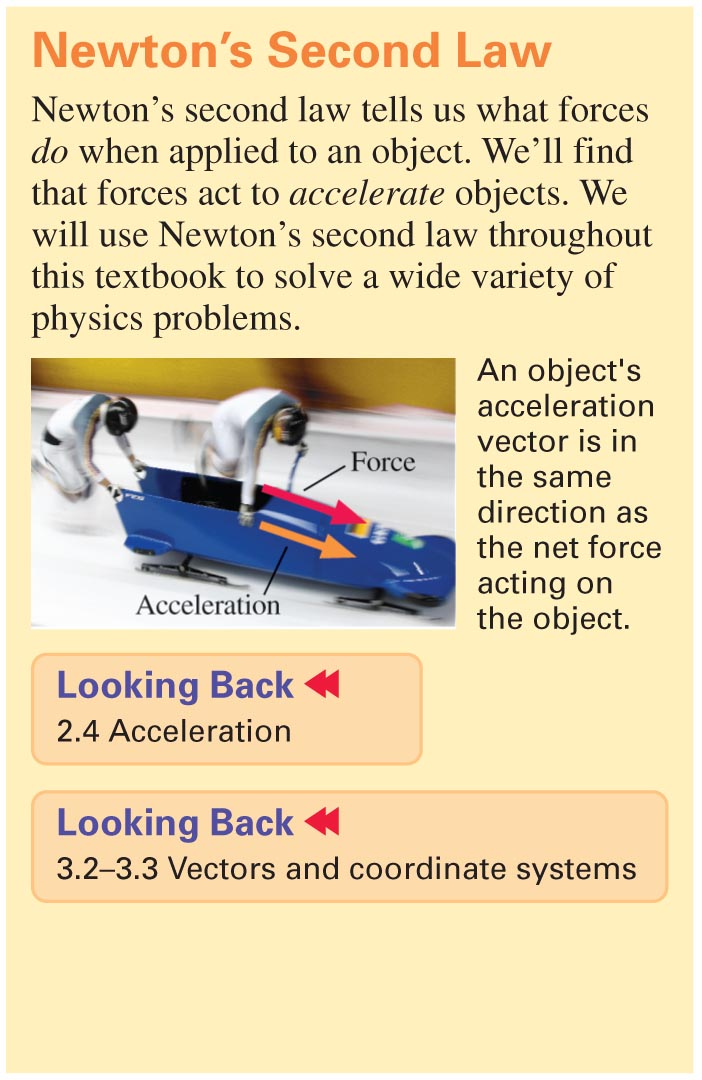 Newton's Second Law
Newton's second law tells us what forces
do when applied to an object. We'll find
that forces act to accelerate objects. We
will use Newton's second law throughout
this textbook to solve a wide variety of
physics problems.
Force
Acceleration
An object's
acceleration
vector is in
the same
direction as
the net force
acting on
the object.
Looking Back
2.4 Acceleration
Looking Back
3.2–3.3 Vectors and coordinate systems